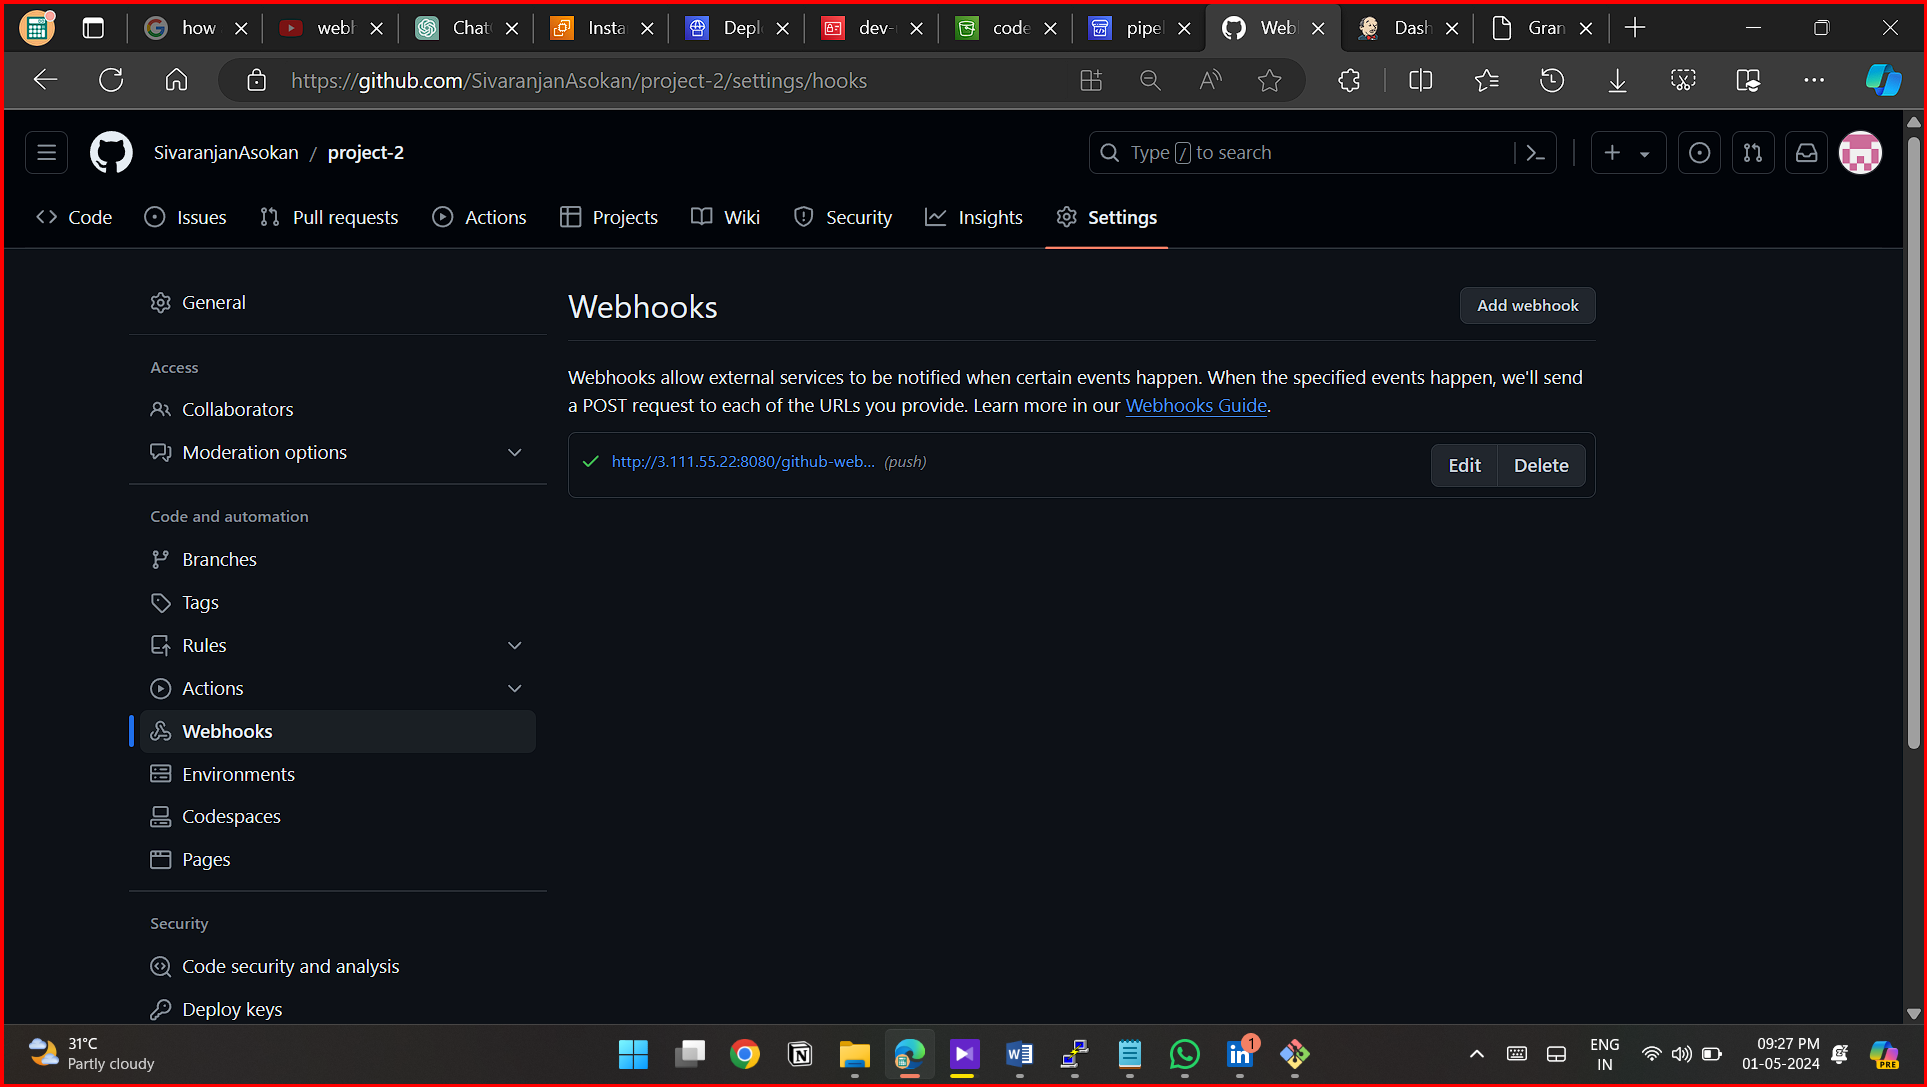 how
webh
Chat
Insta
Depl
dev-
code
pipel
Web
Dash
Gran
https://github.com/SivaranjanAsokan/project-2/settings/hooks
SivaranjanAsokan / project-2
Type / to search
Code
Issues
Pull requests
Actions
Projects
Wiki
Security
Insights
Settings
General
Access
Collaborators
Moderation options
Code and automation
Branches
Tags
Rules
Actions
Webhooks
Environments
Codespaces
Pages
Security
Code security and analysis
Deploy keys
Webhooks
Add webhook
Webhooks allow external services to be notified when certain events happen. When the specified events happen, we'll send
a POST request to each of the URLs you provide. Learn more in our Webhooks Guide.
http://3.111.55.22:8080/github-web... (push)
Edit
Delete
31°C
Partly cloudy
1
ENG
IN
09:27 PM
01-05-2024
PRE